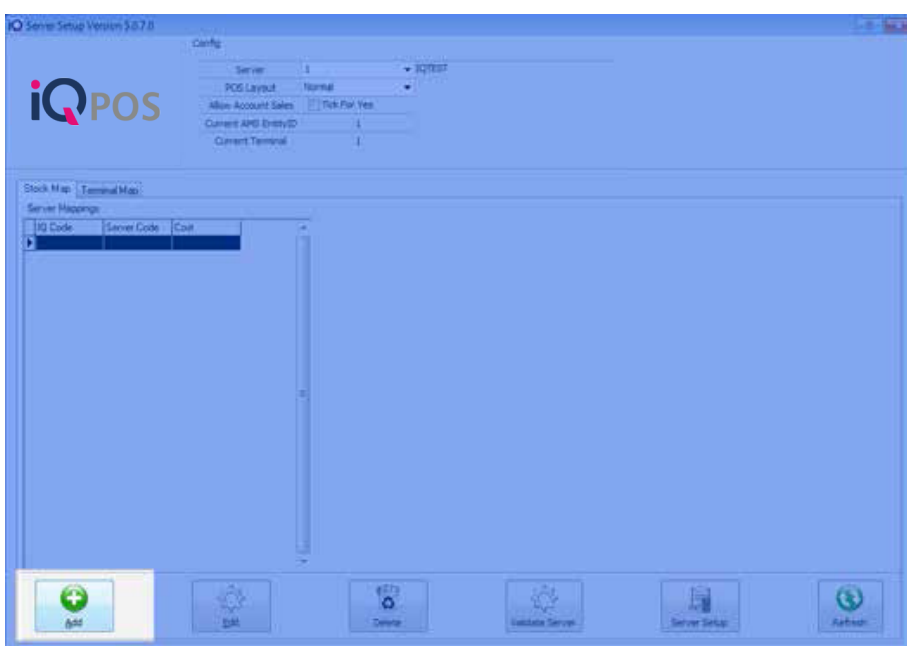 iQ Server Setup Version 5.0.7.0
Config
iQPOS
Server 1 IQTEST
POS Layout Normal
Allow Account Sales Tick For Yes
Current AMS EntityID 1
Current Terminal 1
Stock Map Terminal Map
Server Mappings
IQ Code Server Code Cost
Add Edit Delete Validate Server Server Setup Refresh